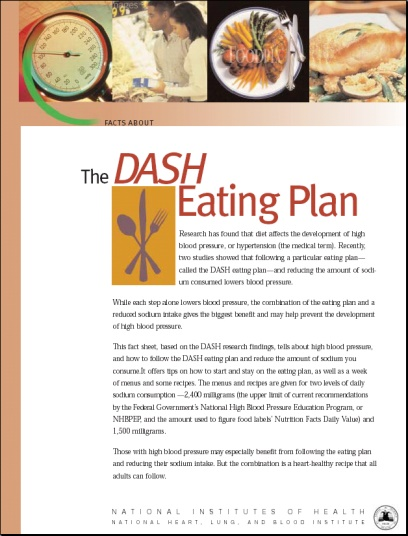 FACTS ABOUT
The DASH
Eating Plan
Research has found that diet affects the development of high
blood pressure, or hypertension (the medical term). Recently,
two studies showed that following a particular eating plan—
called the DASH eating plan—and reducing the amount of sodi-
um consumed lowers blood pressure.
While each step alone lowers blood pressure, the combination of the eating plan and a
reduced sodium intake gives the biggest benefit and may help prevent the development
of high blood pressure.
This fact sheet, based on the DASH research findings, tells about high blood pressure,
and how to follow the DASH eating plan and reduce the amount of sodium you
consume.It offers tips on how to start and stay on the eating plan, as well as a week
of menus and some recipes. The menus and recipes are given for two levels of daily
sodium consumption —2,400 milligrams (the upper limit of current recommendations
by the Federal Government's National High Blood Pressure Education Program, or
NHBPEP, and the amount used to figure food labels' Nutrition Facts Daily Value) and
1,500 milligrams.
Those with high blood pressure may especially benefit from following the eating plan
and reducing their sodium intake. But the combination is a heart-healthy recipe that all
adults can follow.
NATIONAL INSTITUTES OF HEALTH
NATIONAL HEART, LUNG, AND BLOOD INSTITUTE